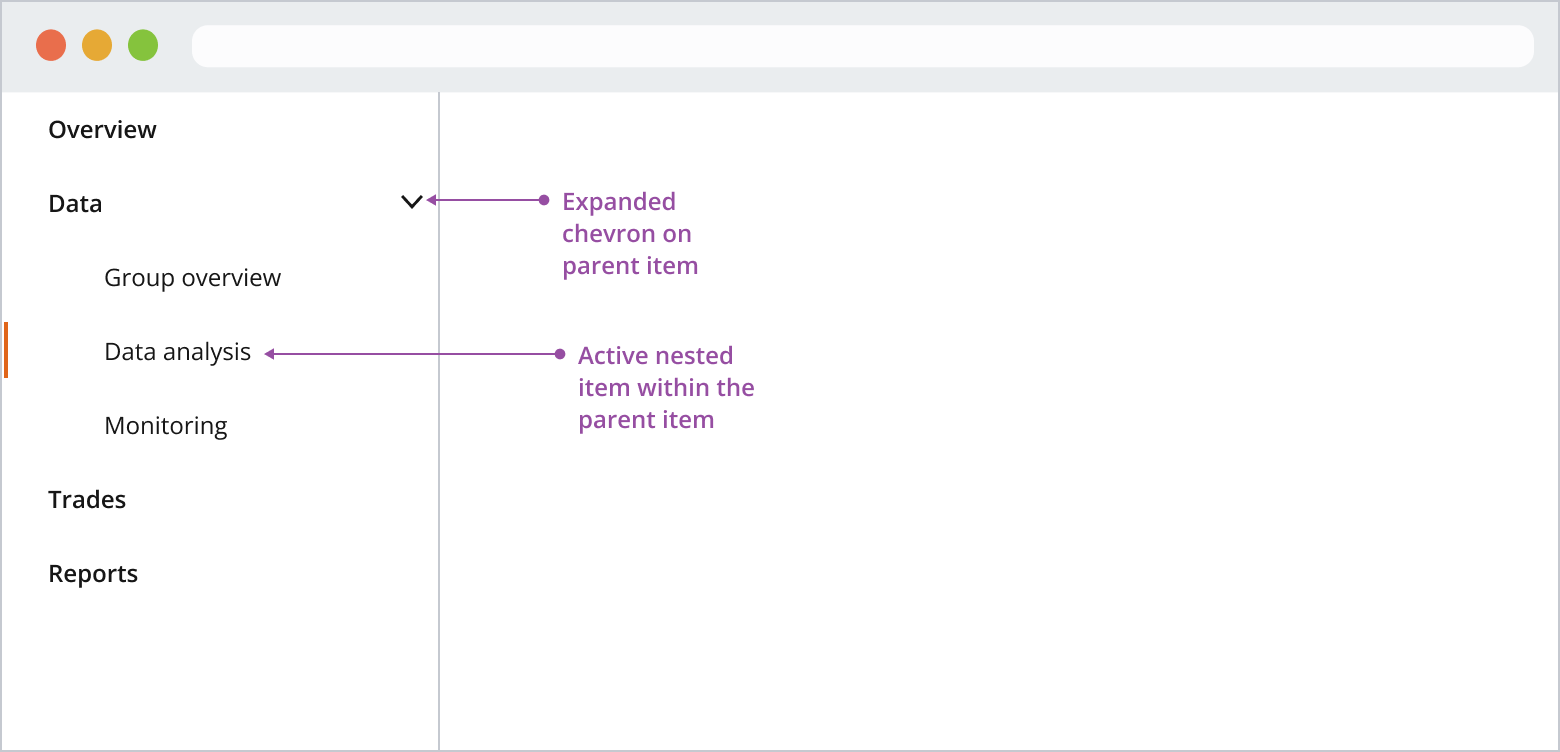 Overview
Data
Expanded
chevron on
parent item
Group overview
Data analysis
Active nested
item within the
parent item
Monitoring
Trades
Reports